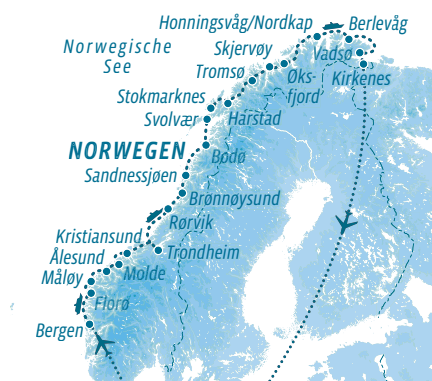 Honningsvåg/Nordkap
Berlevåg
Norwegische
See
Skjervøy
Vadsø
Tromsø
Øks-
fjord
Kirkenes
Stokmarknes
Harstad
Svolvær
NORWEGEN
Bodø
Sandnessjøen
Brønnøysund
Rørvik
Kristiansund
Trondheim
Ålesund
Molde
Måløy
Florø
Bergen